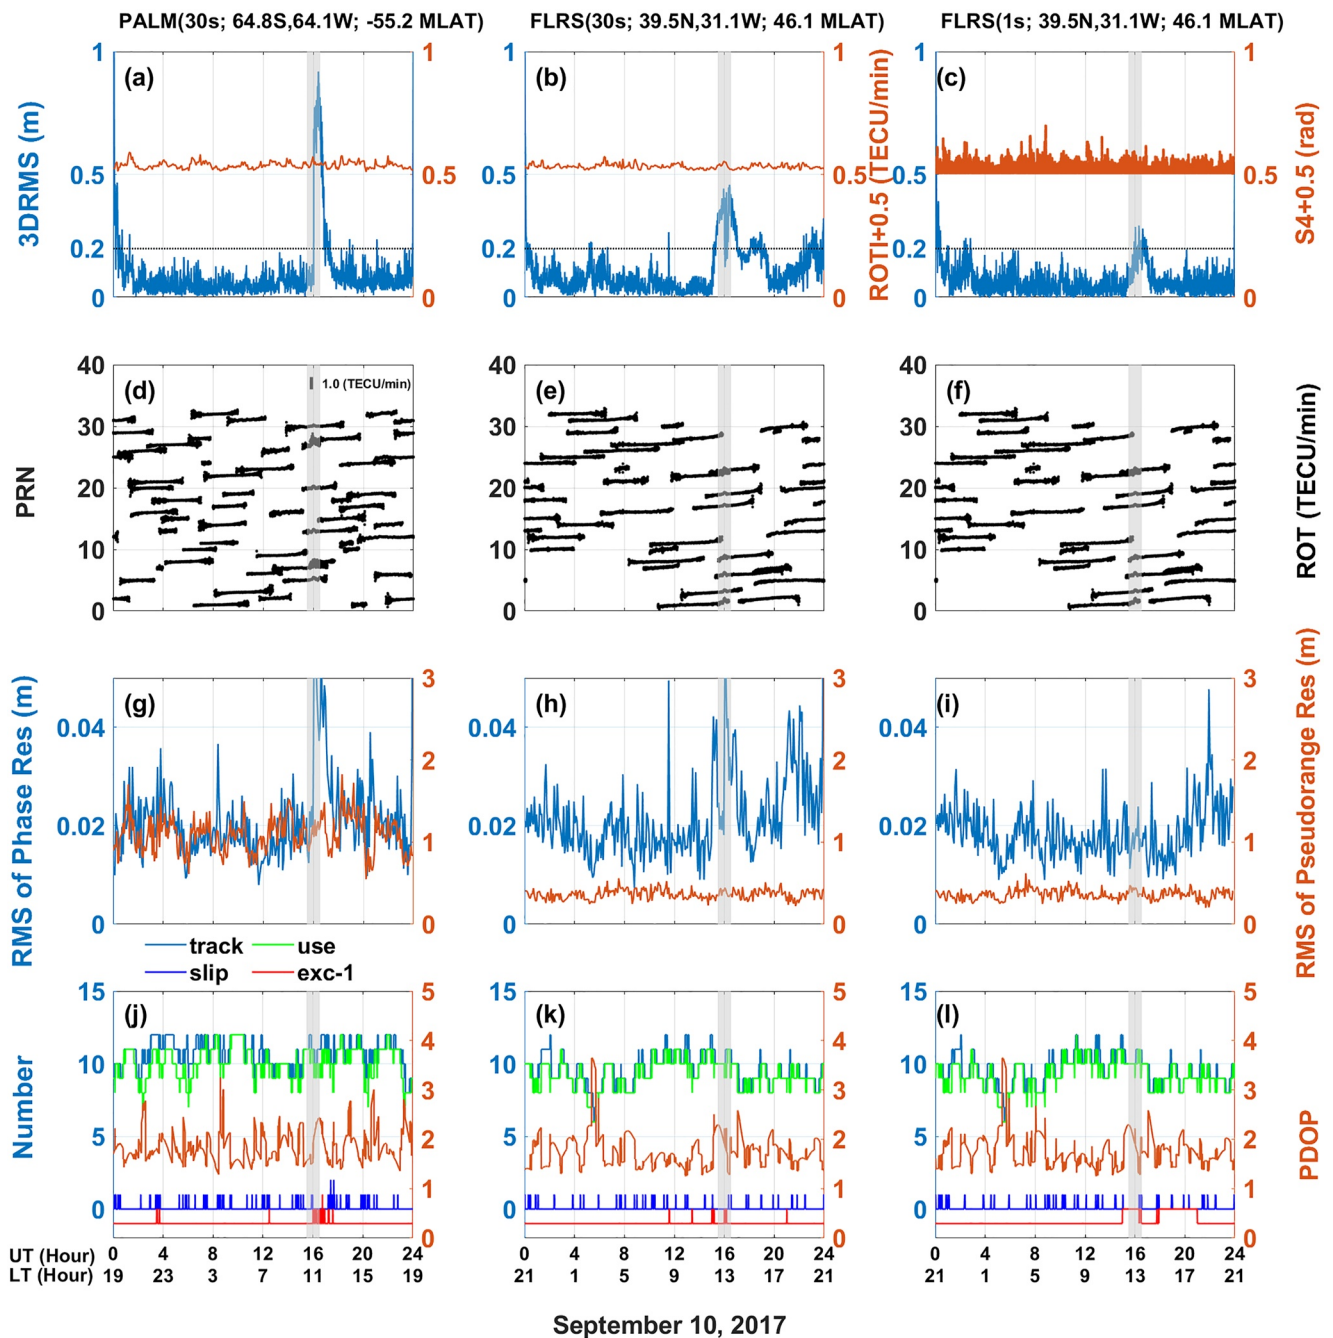 PALM(30s; 64.8S,64.1W; -55.2 MLAT)
FLRS(30s; 39.5N,31.1W; 46.1 MLAT)
FLRS(1s; 39.5N,31.1W; 46.1 MLAT)
3DRMS (m)
1
0.5
0.2
0
(a)
1
0.5
0
1
0.5
0.2
0
(b)
1
0.5
0
ROTI+0.5 (TECU/min)
1
0.5
0.2
0
(c)
1
0.5
0
S4+0.5 (rad)
PRN
40
30
20
10
0
(d)
1.0 (TECU/min)
40
30
20
10
0
(e)
40
30
20
10
0
(f)
ROT (TECU/min)
RMS of Phase Res (m)
0.04
0.02
0
(g)
3
2
1
0
0.04
0.02
0
(h)
3
2
1
0
0.04
0.02
0
(i)
3
2
1
0
RMS of Pseudorange Res (m)
track
use
slip
exc-1
Number
15
10
5
0
(j)
5
4
3
2
1
0
15
10
5
0
(k)
5
4
3
2
1
0
15
10
5
0
(l)
5
4
3
2
1
0
PDOP
UT (Hour) 0 4 8 12 16 20 24 0 4 8 12 16 20 24 0 4 8 12 16 20 24
LT (Hour) 19 23 3 7 11 15 19 21 1 5 9 13 17 21 21 1 5 9 13 17 21
September 10, 2017